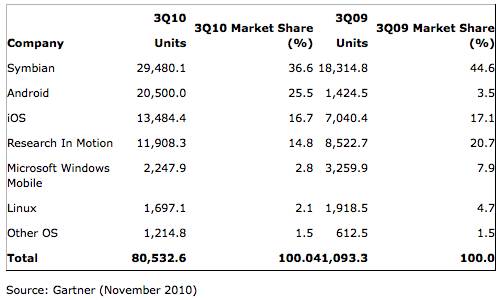 3Q10 3Q10 Market Share 3Q09 3Q09 Market Share
Company Units (%) Units (%)
Symbian 29,480.1 36.6 18,314.8 44.6
Android 20,500.0 25.5 1,424.5 3.5
iOS 13,484.4 16.7 7,040.4 17.1
Research In Motion 11,908.3 14.8 8,522.7 20.7
Microsoft Windows 2,247.9 2.8 3,259.9 7.9
Mobile
Linux 1,697.1 2.1 1,918.5 4.7
Other OS 1,214.8 1.5 612.5 1.5
Total 80,532.6 100.0 41,093.3 100.0
Source: Gartner (November 2010)